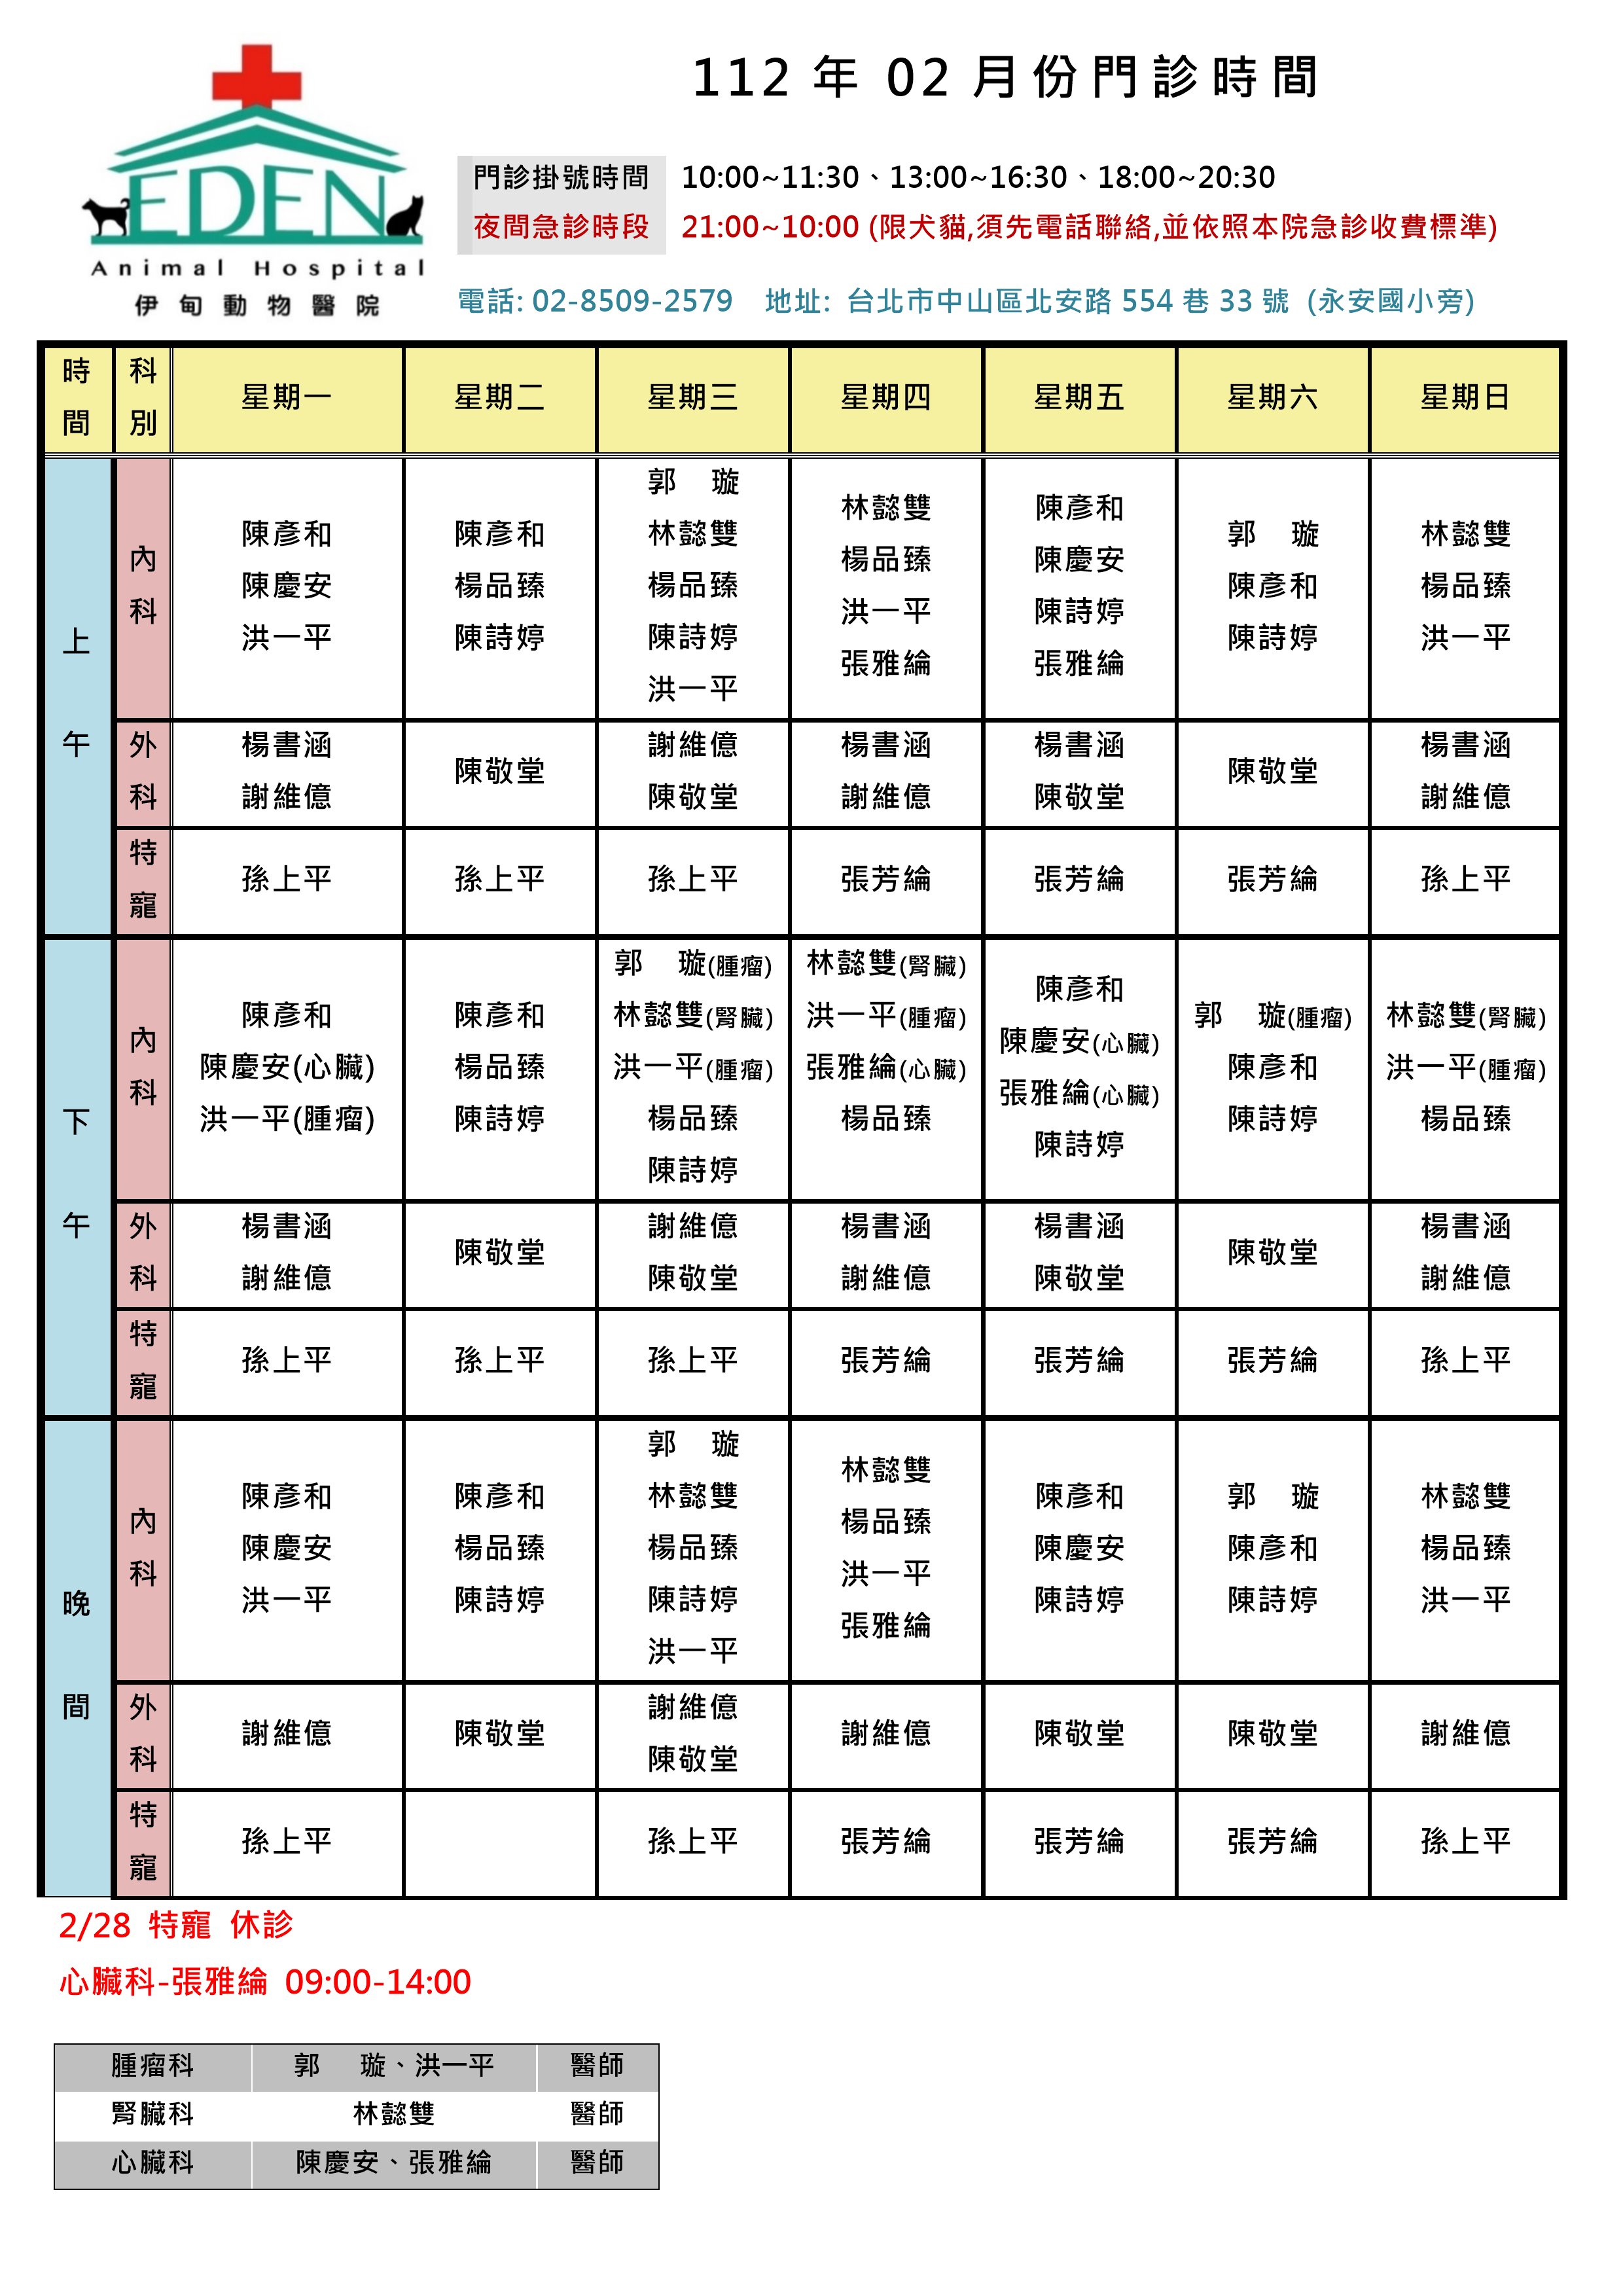 112 年 02 月份門診時間
EDEN
Animal Hospital
伊甸動物醫院
門診掛號時間 10:00~11:30、13:00~16:30、18:00~20:30
夜間急診時段 21:00~10:00 (限犬貓,須先電話聯絡,並依照本院急診收費標準)
電話: 02-8509-2579 地址: 台北市中山區北安路 554 巷 33 號 (永安國小旁)
時間 科別 星期一 星期二 星期三 星期四 星期五 星期六 星期日
上午
內科
陳彥和
陳慶安
洪一平
陳彥和
楊品臻
陳詩婷
郭 璇
林懿雙
楊品臻
陳詩婷
洪一平
林懿雙
楊品臻
洪一平
張雅綸
陳彥和
陳慶安
陳詩婷
張雅綸
郭 璇
陳彥和
陳詩婷
林懿雙
楊品臻
洪一平
外科
楊書涵
謝維億
陳敬堂
謝維億
陳敬堂
楊書涵
謝維億
楊書涵
陳敬堂
陳敬堂
楊書涵
謝維億
特寵 孫上平 孫上平 孫上平 張芳綸 張芳綸 張芳綸 孫上平
下午
內科
陳彥和
陳慶安(心臟)
洪一平(腫瘤)
陳彥和
楊品臻
陳詩婷
郭 璇(腫瘤)
林懿雙(腎臟)
洪一平(腫瘤)
楊品臻
陳詩婷
林懿雙(腎臟)
洪一平(腫瘤)
張雅綸(心臟)
楊品臻
陳彥和
陳慶安(心臟)
張雅綸(心臟)
陳詩婷
郭 璇(腫瘤)
陳彥和
陳詩婷
林懿雙(腎臟)
洪一平(腫瘤)
楊品臻
外科
楊書涵
謝維億
陳敬堂
謝維億
陳敬堂
楊書涵
謝維億
楊書涵
陳敬堂
陳敬堂
楊書涵
謝維億
特寵 孫上平 孫上平 孫上平 張芳綸 張芳綸 張芳綸 孫上平
晚間
內科
陳彥和
陳慶安
洪一平
陳彥和
楊品臻
陳詩婷
郭 璇
林懿雙
楊品臻
陳詩婷
洪一平
林懿雙
楊品臻
洪一平
張雅綸
陳彥和
陳慶安
陳詩婷
郭 璇
陳彥和
陳詩婷
林懿雙
楊品臻
洪一平
外科
謝維億
陳敬堂
謝維億
陳敬堂
謝維億
陳敬堂
陳敬堂
謝維億
特寵 孫上平 孫上平 張芳綸 張芳綸 張芳綸 孫上平
2/28 特寵 休診
心臟科-張雅綸 09:00-14:00
腫瘤科 郭 璇、洪一平 醫師
腎臟科 林懿雙 醫師
心臟科 陳慶安、張雅綸 醫師